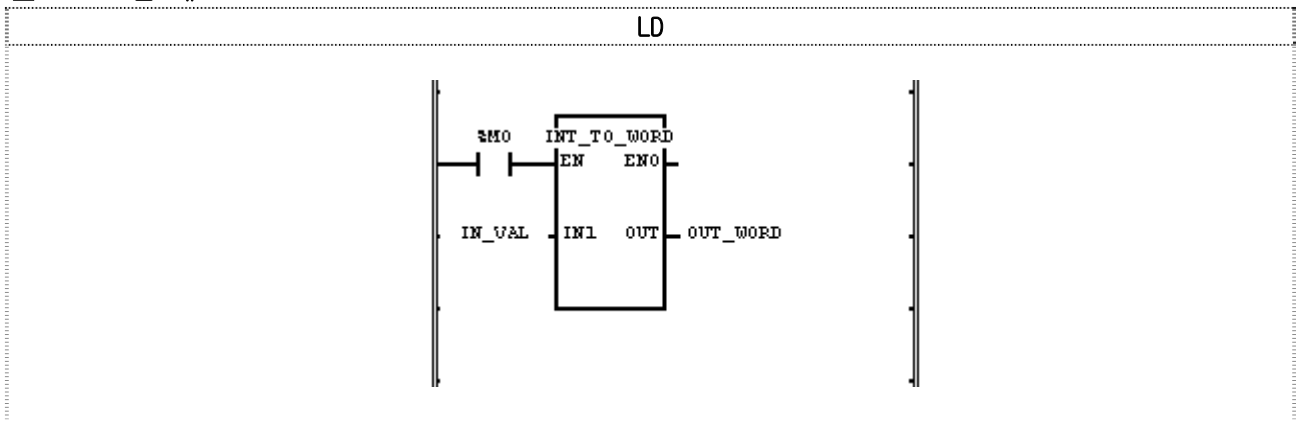 LD
%M0 INT_TO_WORD
EN ENO
IN_VAL IN1 OUT OUT_WORD